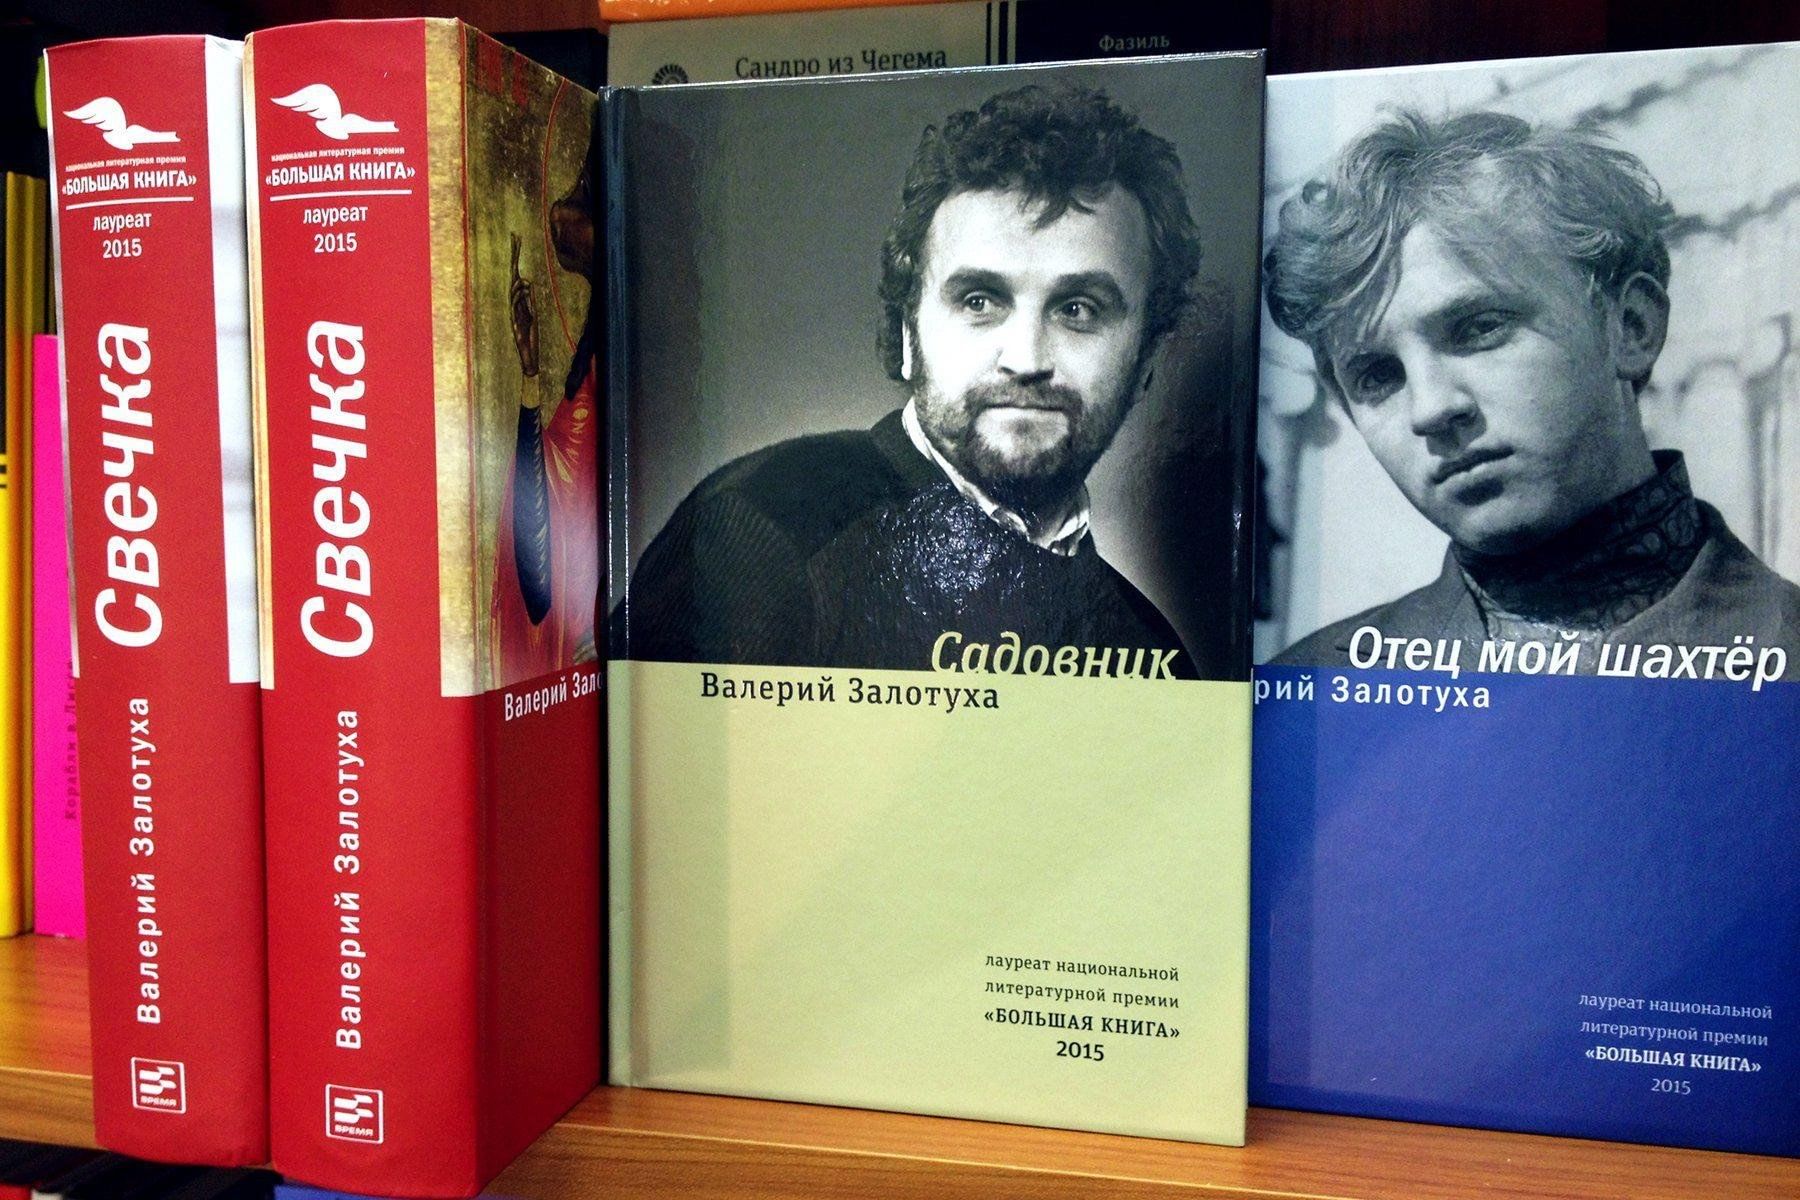 национальная литературная премия
«БОЛЬШАЯ КНИГА»
лауреат
2015
Свечка
Валерий Залотуха
ВРЕМЯ
национальная литературная премия
«БОЛЬШАЯ КНИГА»
лауреат
2015
Свечка
Валерий Залотуха
ВРЕМЯ
Валерий Зало
Сандро из Чегема
Фазиль
Садовник
Валерий Залотуха
лауреат национальной
литературной премии
«БОЛЬШАЯ КНИГА»
2015
Отец мой шахтёр
рий Залотуха
лауреат национальной
литературной премии
«БОЛЬШАЯ КНИГА»
2015